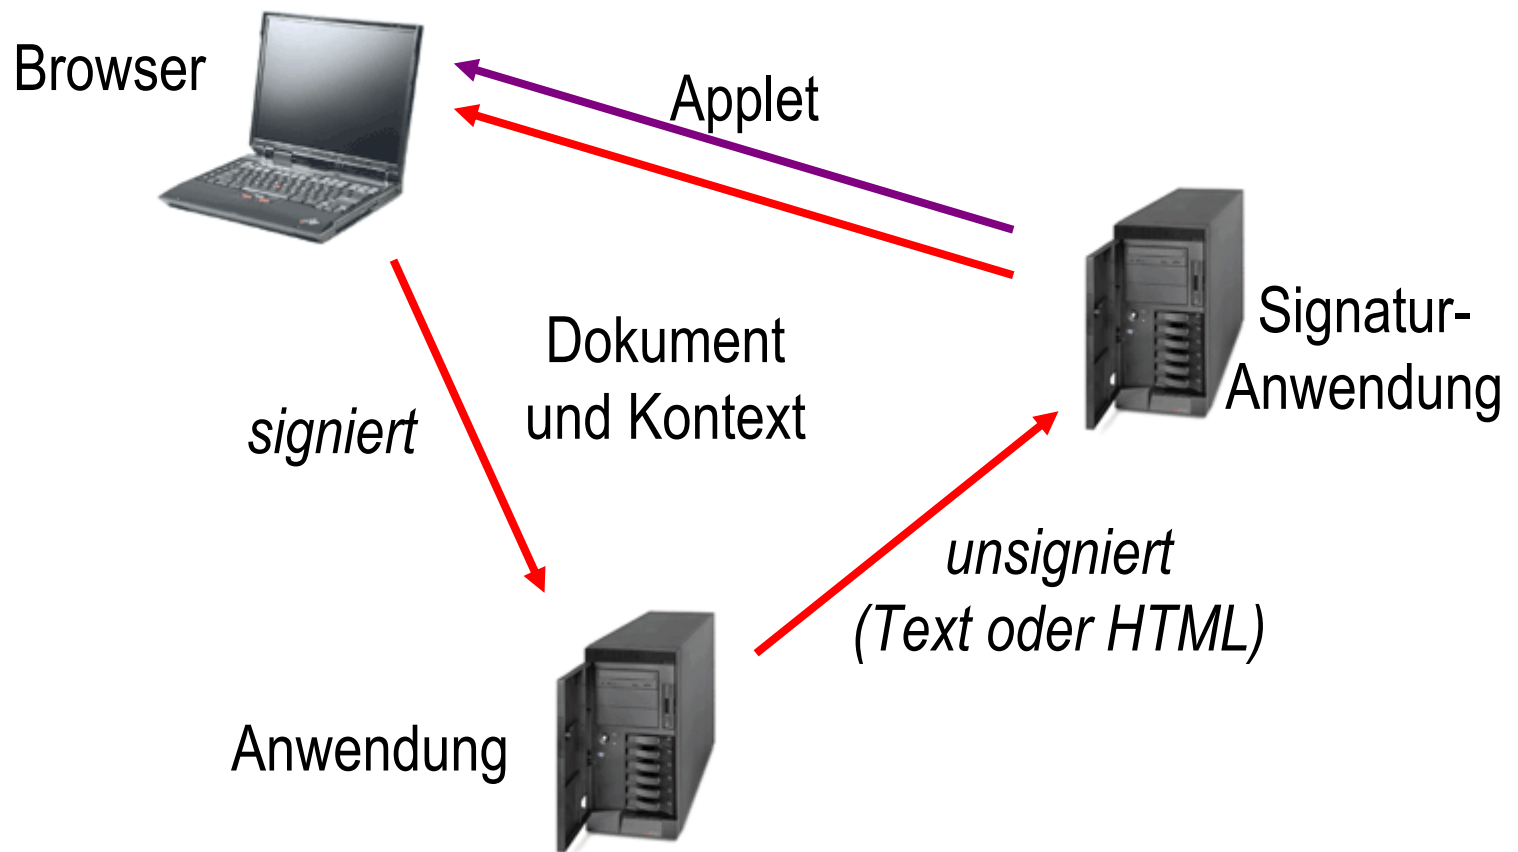 Browser
Applet
Signatur-
Anwendung
Dokument
und Kontext
signiert
unsigniert
(Text oder HTML)
Anwendung